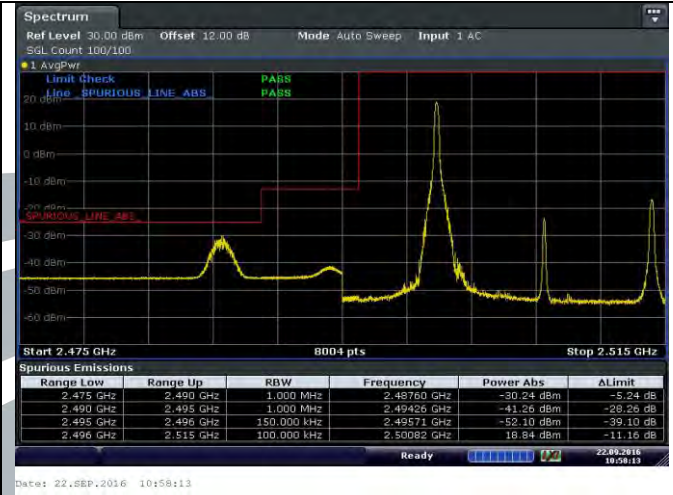 Spectrum
Ref Level 30.00 dBm Offset 12.00 dB Mode Auto Sweep Input 1 AC
SGL Count 100/100
1 AvgPwr
Limit Check PASS
Line _SPURIOUS_LINE_ABS_ PASS
20 dBm
10 dBm
0 dBm
-10 dBm
-20 dBm
_SPURIOUS_LINE_ABS_
-30 dBm
-40 dBm
-50 dBm
-60 dBm
Start 2.475 GHz 8004 pts Stop 2.515 GHz
Spurious Emissions
Range Low Range Up RBW Frequency Power Abs ΔLimit
2.475 GHz 2.490 GHz 1.000 MHz 2.48760 GHz -30.24 dBm -5.24 dB
2.490 GHz 2.495 GHz 1.000 MHz 2.49426 GHz -41.26 dBm -28.26 dB
2.495 GHz 2.496 GHz 150.000 kHz 2.49571 GHz -52.10 dBm -39.10 dB
2.496 GHz 2.515 GHz 100.000 kHz 2.50082 GHz 18.84 dBm -11.16 dB
Ready 22.09.2016
10:58:13
Date: 22.SEP.2016 10:58:13